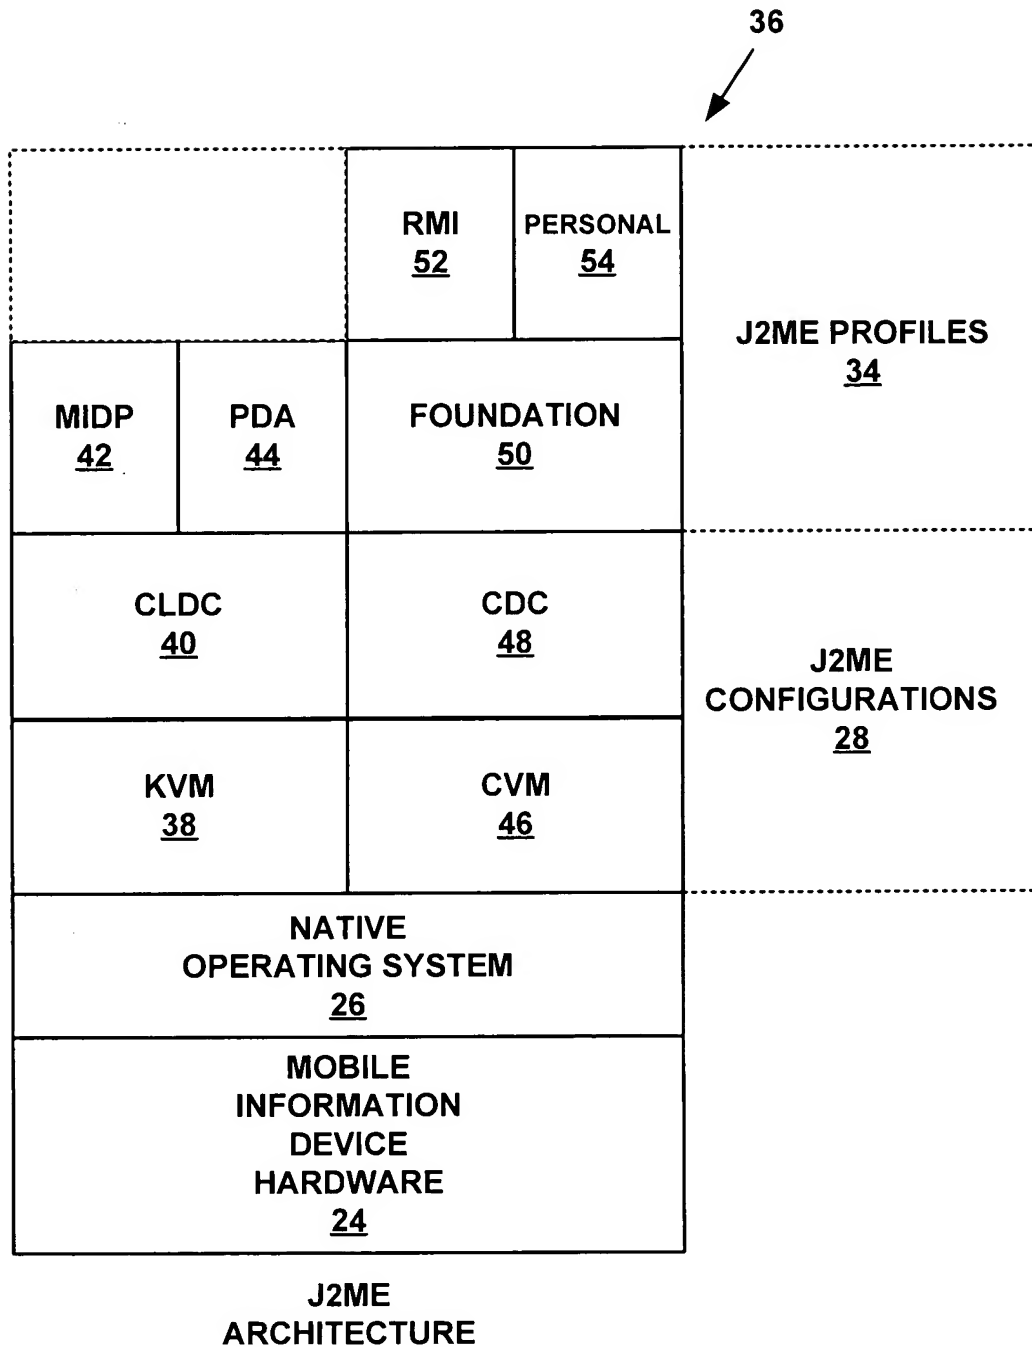 36
RMI
52
PERSONAL
54
J2ME PROFILES
34
MIDP
42
PDA
44
FOUNDATION
50
CLDC
40
CDC
48
J2ME
CONFIGURATIONS
28
KVM
38
CVM
46
NATIVE
OPERATING SYSTEM
26
MOBILE
INFORMATION
DEVICE
HARDWARE
24
J2ME
ARCHITECTURE